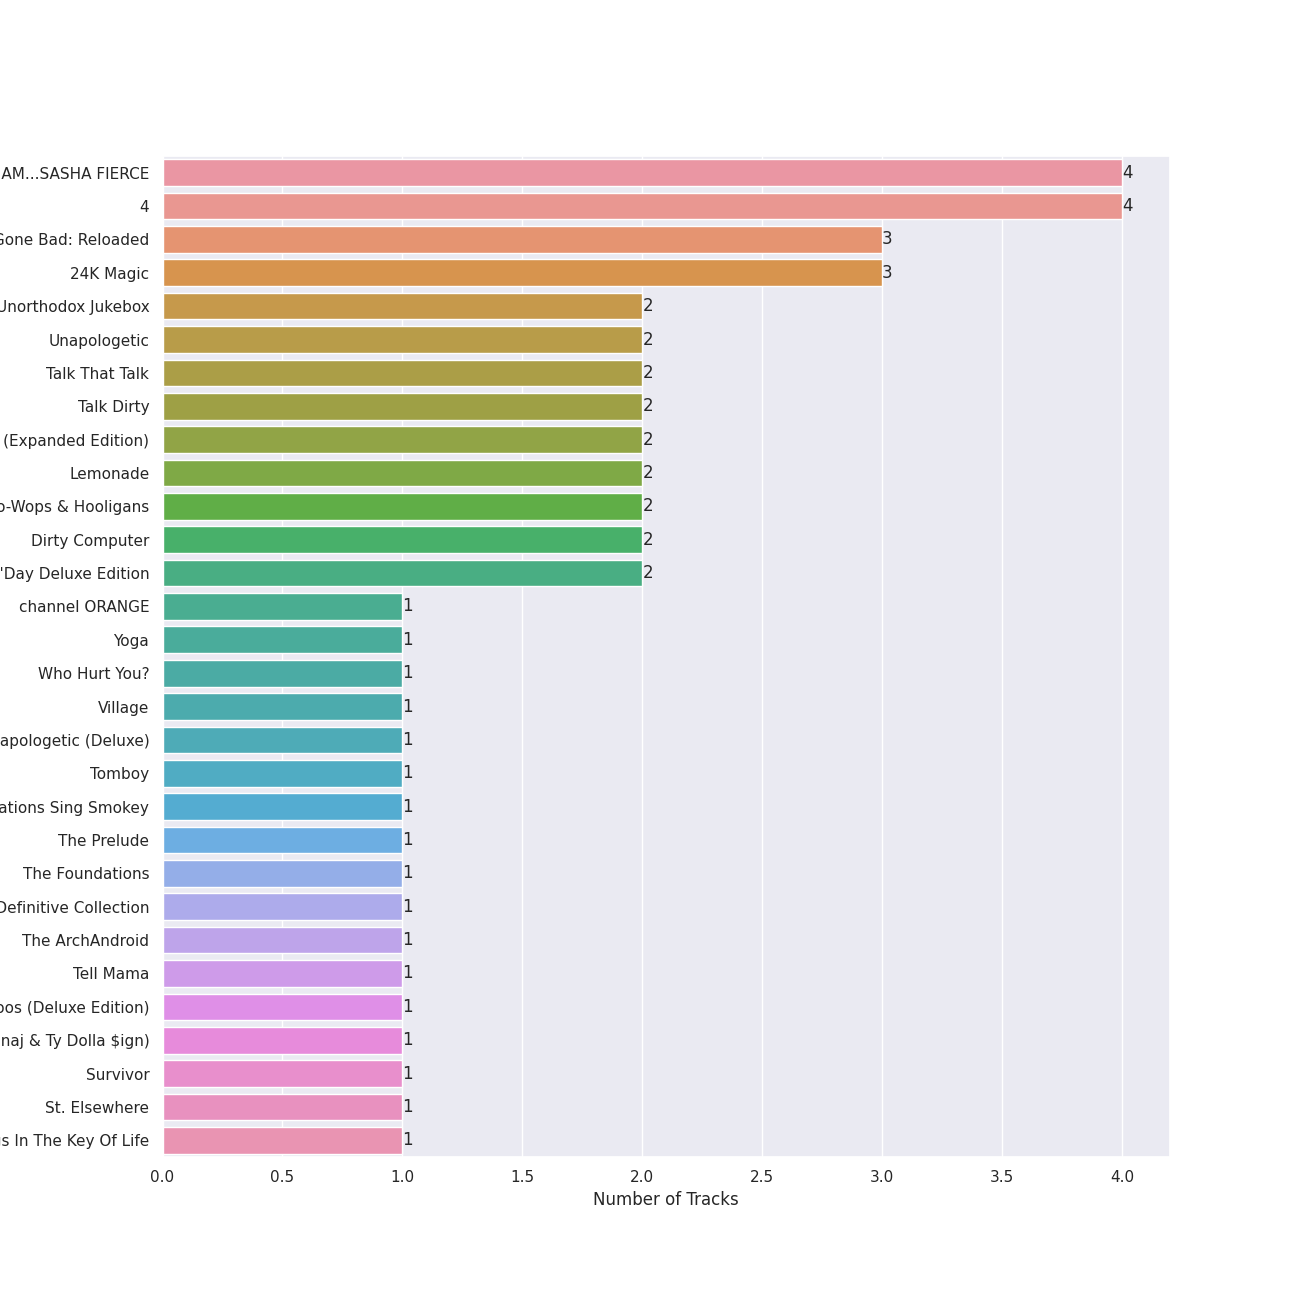 AM...SASHA FIERCE 4
4 4
Gone Bad: Reloaded 3
24K Magic 3
Unorthodox Jukebox 2
Unapologetic 2
Talk That Talk 2
Talk Dirty 2
(Expanded Edition) 2
Lemonade 2
o-Wops & Hooligans 2
Dirty Computer 2
'Day Deluxe Edition 2
channel ORANGE 1
Yoga 1
Who Hurt You? 1
Village 1
apologetic (Deluxe) 1
Tomboy 1
ations Sing Smokey 1
The Prelude 1
The Foundations 1
Definitive Collection 1
The ArchAndroid 1
Tell Mama 1
oos (Deluxe Edition) 1
naj & Ty Dolla $ign) 1
Survivor 1
St. Elsewhere 1
s In The Key Of Life 1
0.0 0.5 1.0 1.5 2.0 2.5 3.0 3.5 4.0
Number of Tracks